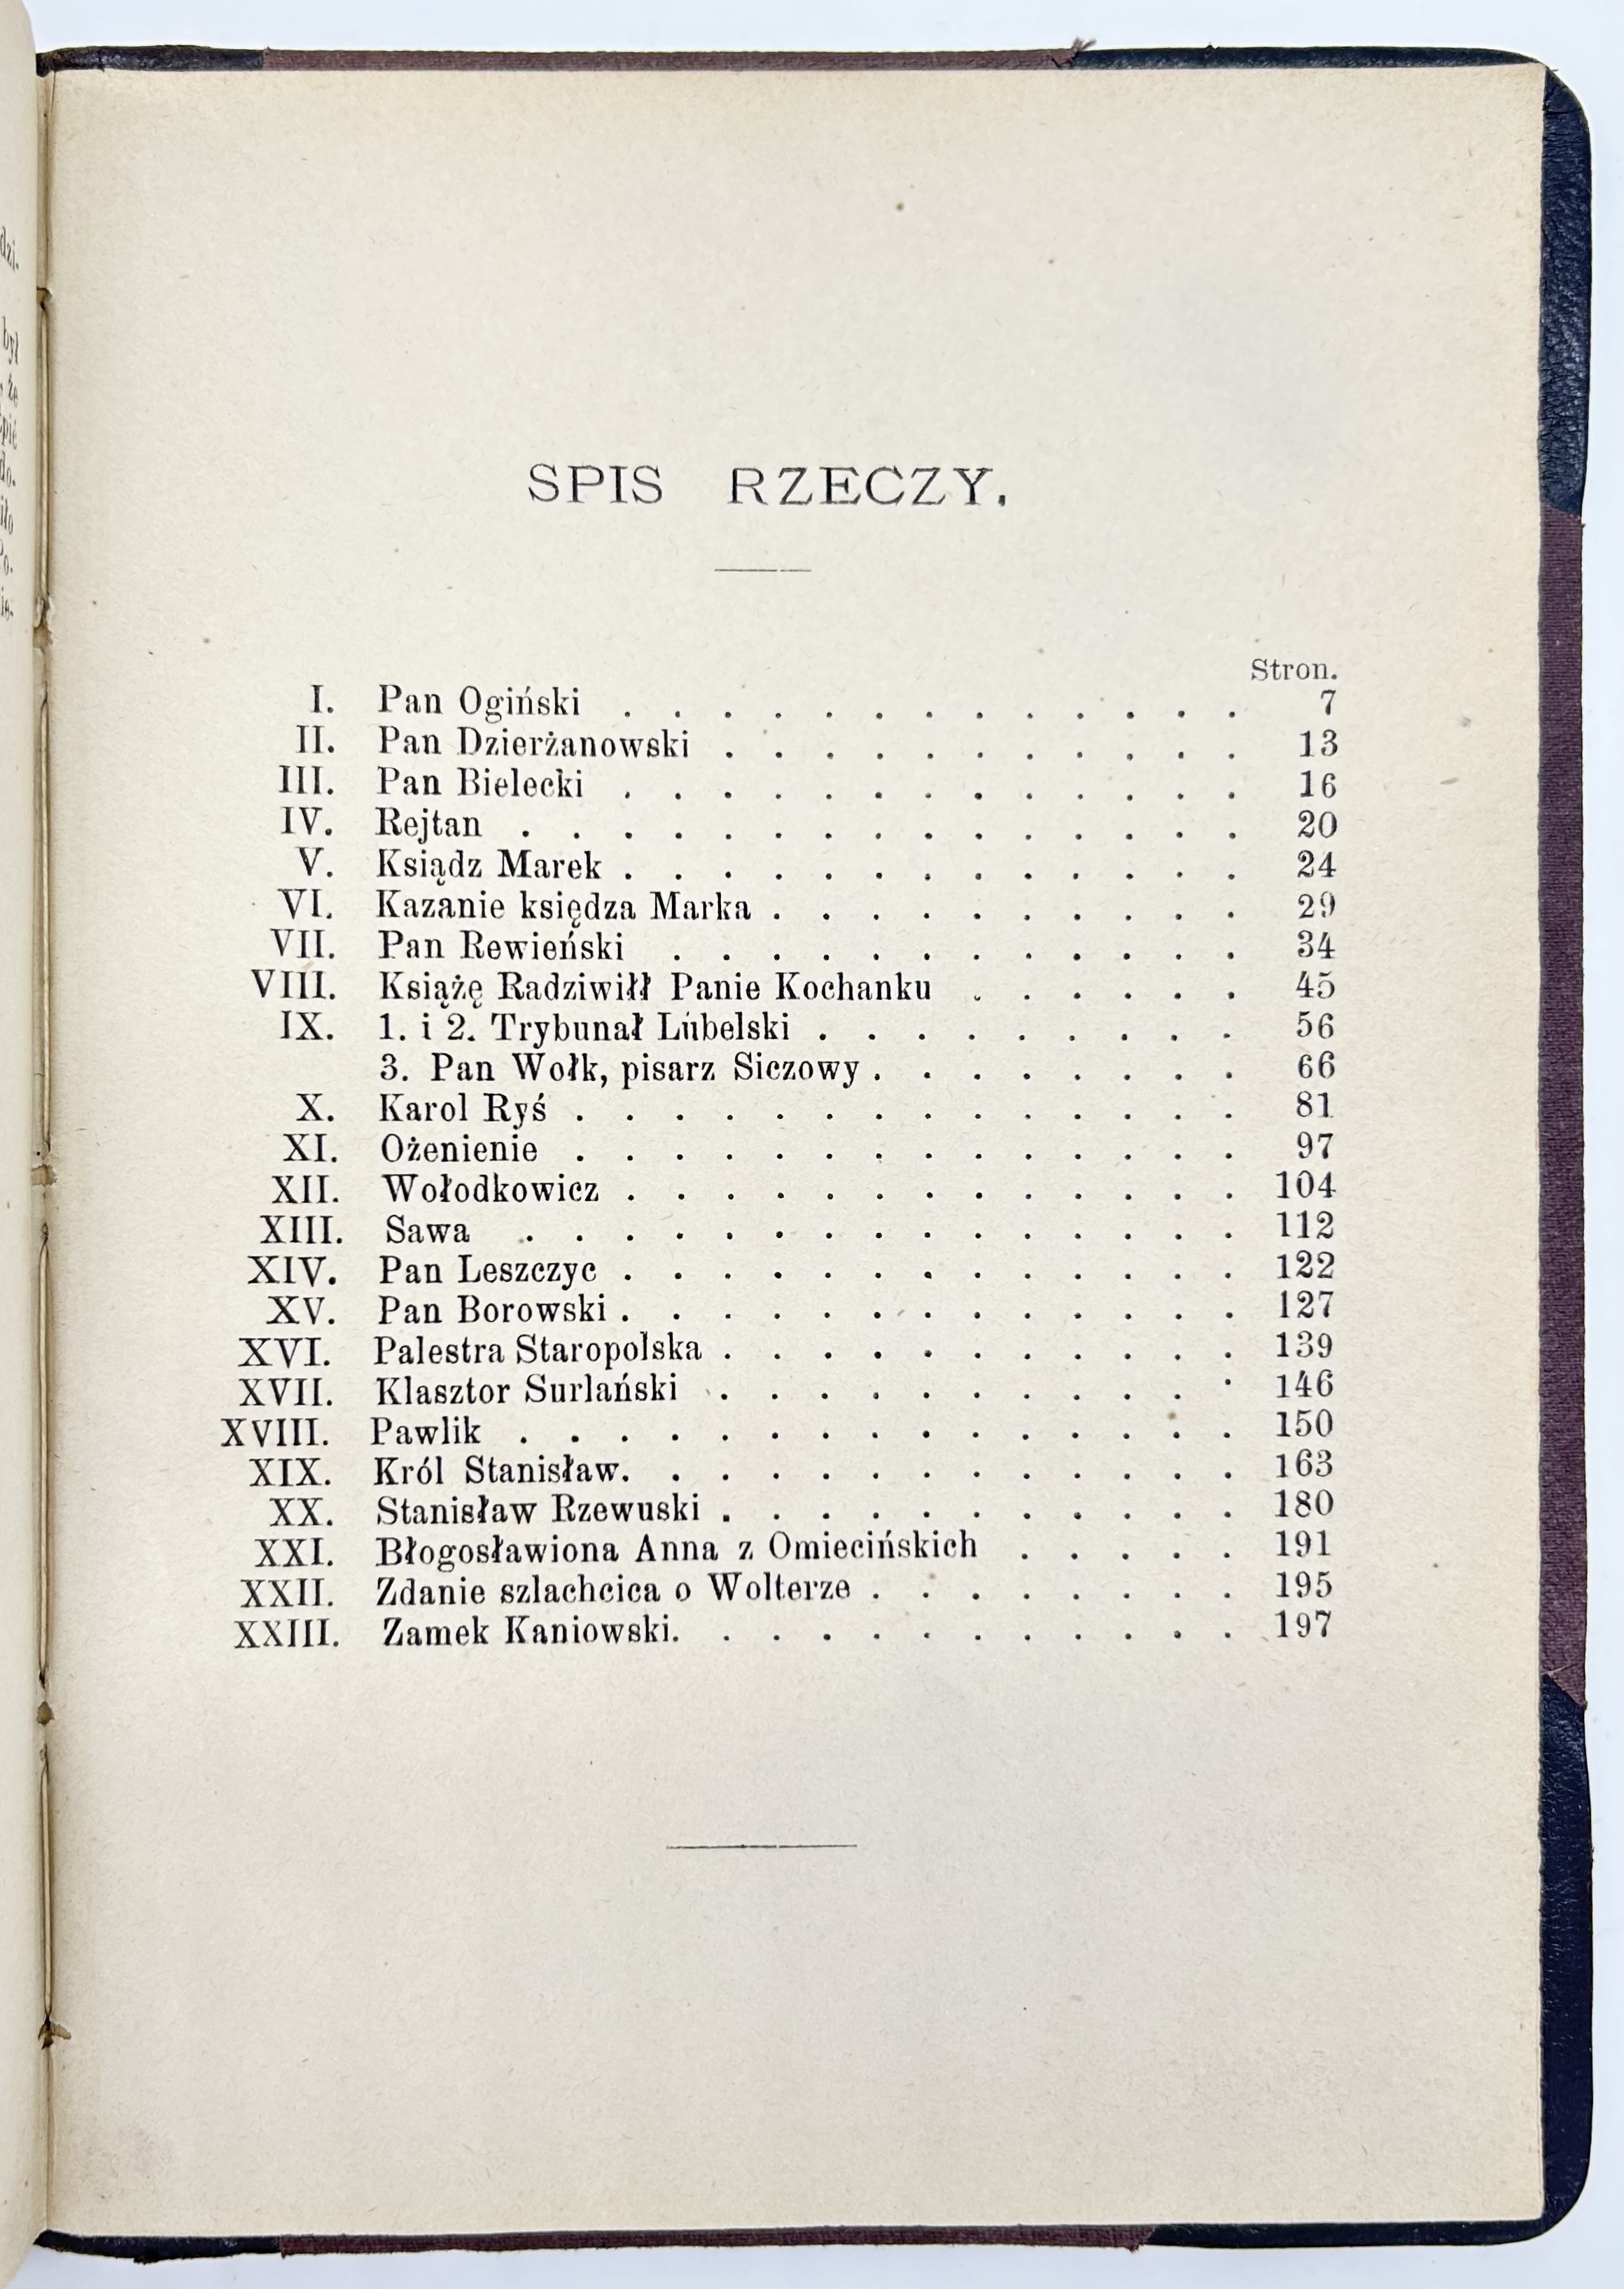 SPIS RZECZY.
Stron.
I. Pan Ogiński . . . . . . . . . . . . . 7
II. Pan Dzierżanowski . . . . . . . . . . . 13
III. Pan Bielecki . . . . . . . . . . . . . 16
IV. Rejtan . . . . . . . . . . . . . . . 20
V. Ksiądz Marek . . . . . . . . . . . . . 24
VI. Kazanie księdza Marka . . . . . . . . . . 29
VII. Pan Rewieński . . . . . . . . . . . . 34
VIII. Książę Radziwiłł Panie Kochanku . . . . . . 45
IX. 1. i 2. Trybunał Lubelski . . . . . . . . . 56
3. Pan Wołk, pisarz Siczowy . . . . . . . . 66
X. Karol Ryś . . . . . . . . . . . . . . 81
XI. Ożenienie . . . . . . . . . . . . . . 97
XII. Wołodkowicz . . . . . . . . . . . . . 104
XIII. Sawa . . . . . . . . . . . . . . . 112
XIV. Pan Leszczyc . . . . . . . . . . . . . 122
XV. Pan Borowski . . . . . . . . . . . . . 127
XVI. Palestra Staropolska . . . . . . . . . . . 139
XVII. Klasztor Surlański . . . . . . . . . . . 146
XVIII. Pawlik . . . . . . . . . . . . . . . 150
XIX. Król Stanisław. . . . . . . . . . . . . 163
XX. Stanisław Rzewuski . . . . . . . . . . . 180
XXI. Błogosławiona Anna z Omiecińskich . . . . . 191
XXII. Zdanie szlachcica o Wolterze . . . . . . . . 195
XXIII. Zamek Kaniowski. . . . . . . . . . . . 197